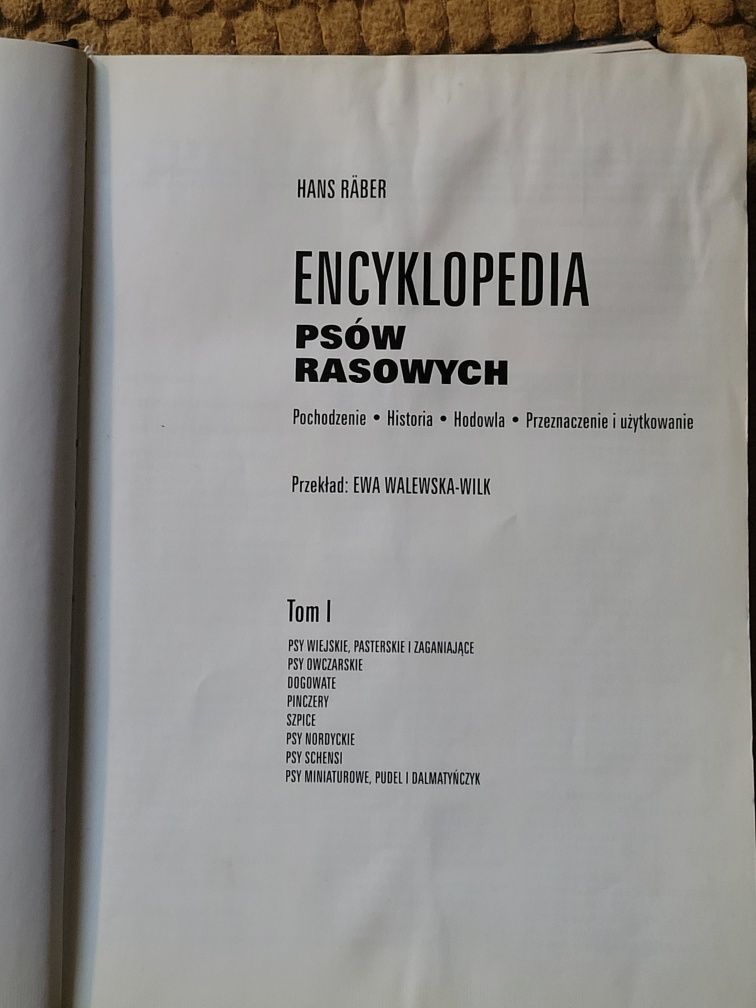 HANS RÄBER
ENCYKLOPEDIA
PSÓW
RASOWYCH
Pochodzenie • Historia • Hodowla • Przeznaczenie i użytkowanie
Przekład: EWA WALEWSKA-WILK
Tom I
PSY WIEJSKIE, PASTERSKIE I ZAGANIAJĄCE
PSY OWCZARSKIE
DOGOWATE
PINCZERY
SZPICE
PSY NORDYCKIE
PSY SCHENSI
PSY MINIATUROWE, PUDEL I DALMATYŃCZYK